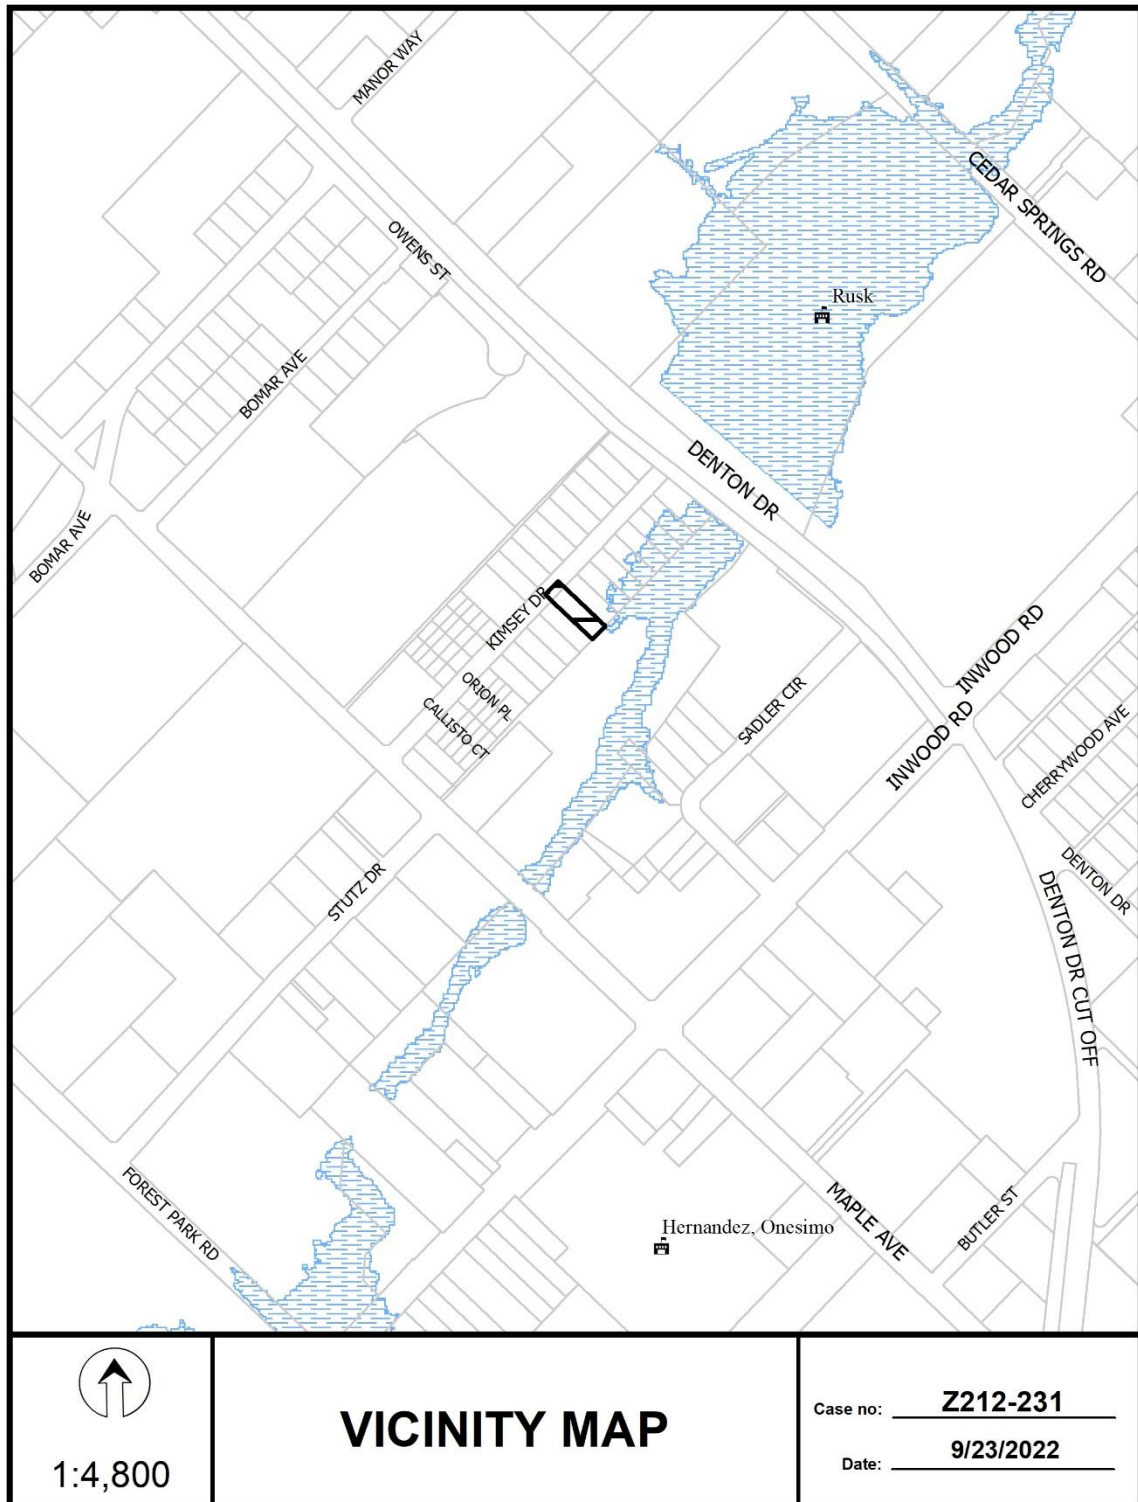 MANOR WAY
CEDAR SPRINGS RD
OWENS ST
Rusk
BOMAR AVE
DENTON DR
BOMAR AVE
KIMSEY DR
INWOOD RD
ORION PL
SADLER CIR
CALLISTO CT
INWOOD RD
CHERRYWOOD AVE
STUTZ DR
DENTON DR
DENTON DR CUT OFF
FOREST PARK RD
MAPLE AVE
BUTLER ST
Hernandez, Onesimo
1:4,800
VICINITY MAP
Case no: Z212-231
Date: 9/23/2022